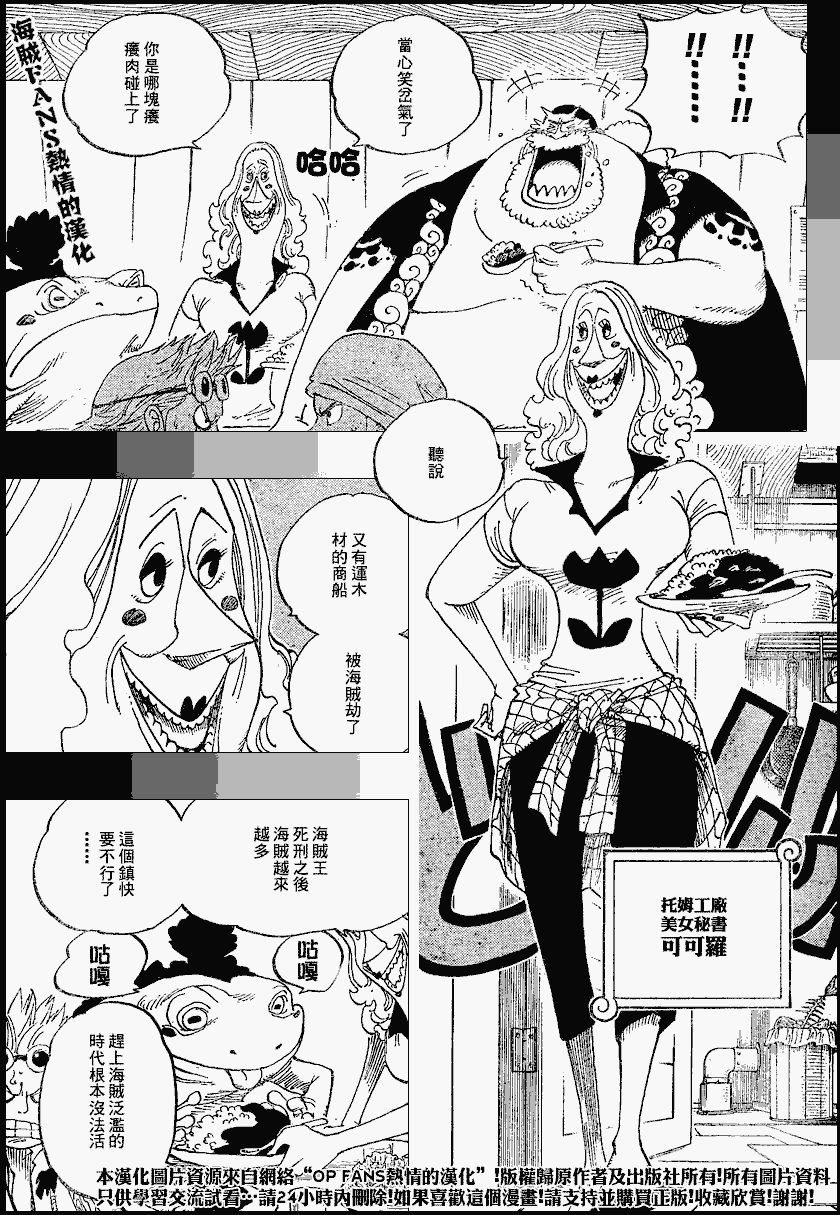 !!……
……!!
當心笑岔氣了
你是哪塊癢
癢肉碰上了
哈哈
海賊FANS熱情的漢化
聽說
又有運木
材的商船
被海賊劫了
托姆工廠
美女秘書
可可羅
海賊王
死刑之後
海賊越來
越多
這個鎮快
要不行了
……
咕嘎
咕嘎
趕上海賊泛濫的
時代根本沒法活
本漢化圖片資源來自網絡“OP FANS熱情的漢化”!版權歸原作者及出版社所有!所有圖片資料
只供學習交流試看…請24小時內刪除!如果喜歡這個漫畫!請支持並購買正版!收藏欣賞!謝謝!